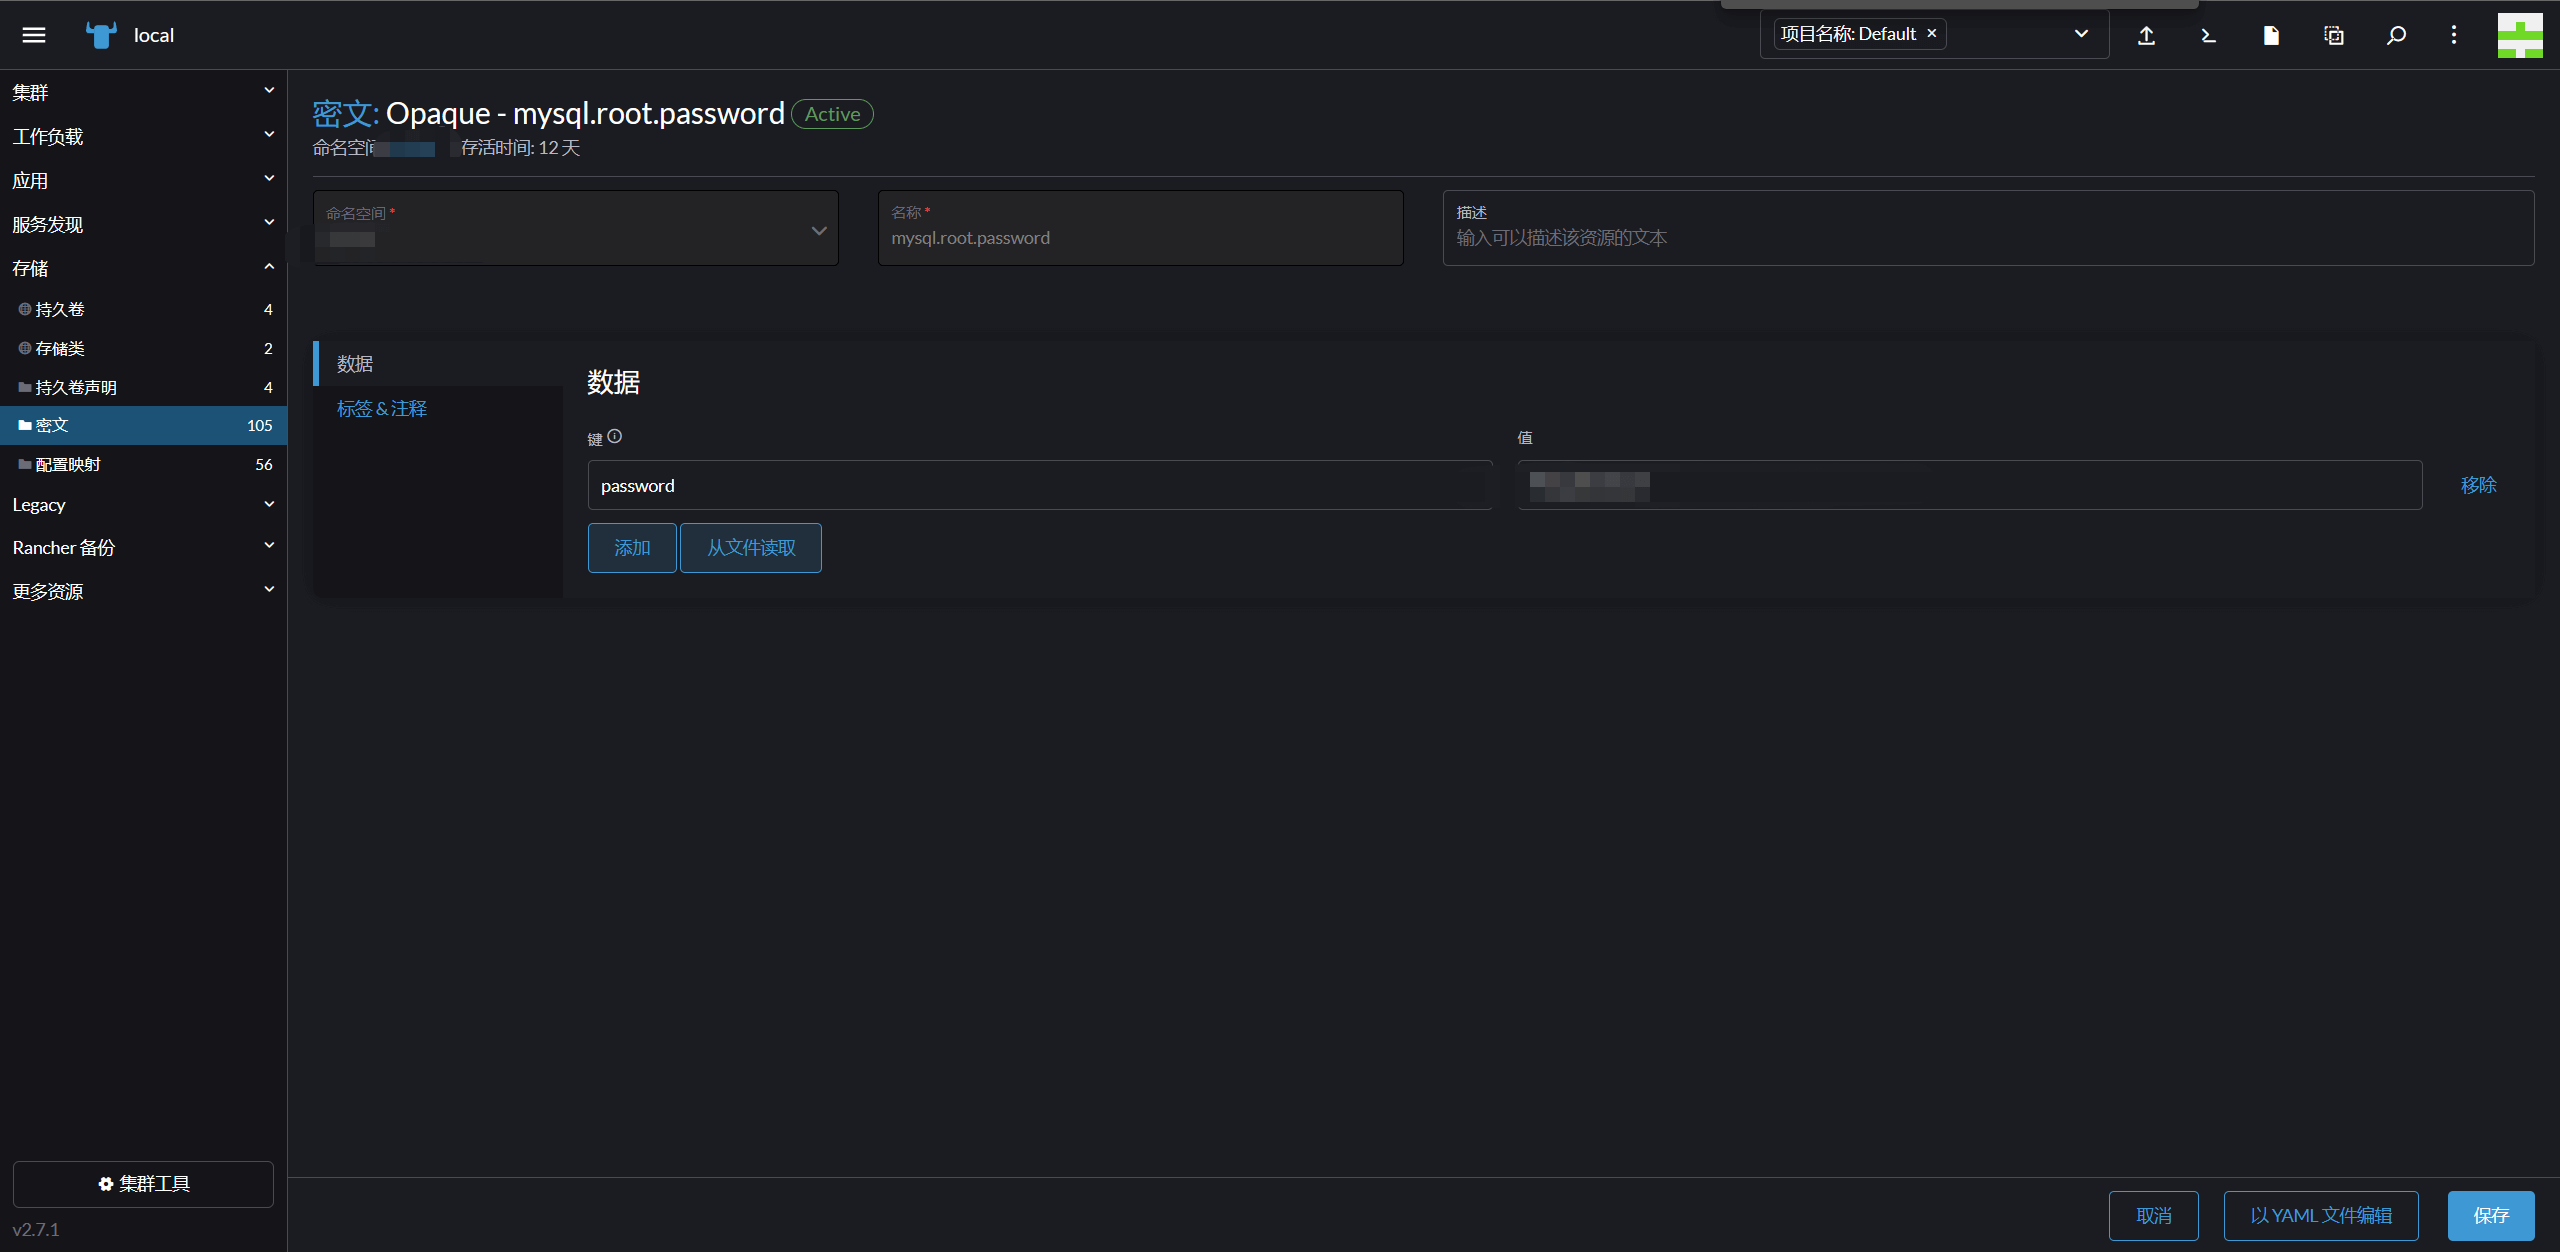 local
项目名称: Default ×
集群
工作负载
应用
服务发现
存储
持久卷 4
存储类 2
持久卷声明 4
密文 105
配置映射 56
Legacy
Rancher 备份
更多资源
集群工具
v2.7.1
密文: Opaque - mysql.root.password Active
命名空间 存活时间: 12 天
命名空间 *
名称 *
mysql.root.password
描述
输入可以描述该资源的文本
数据
标签 & 注释
数据
键 值
password
移除
添加 从文件读取
取消 以 YAML 文件编辑 保存